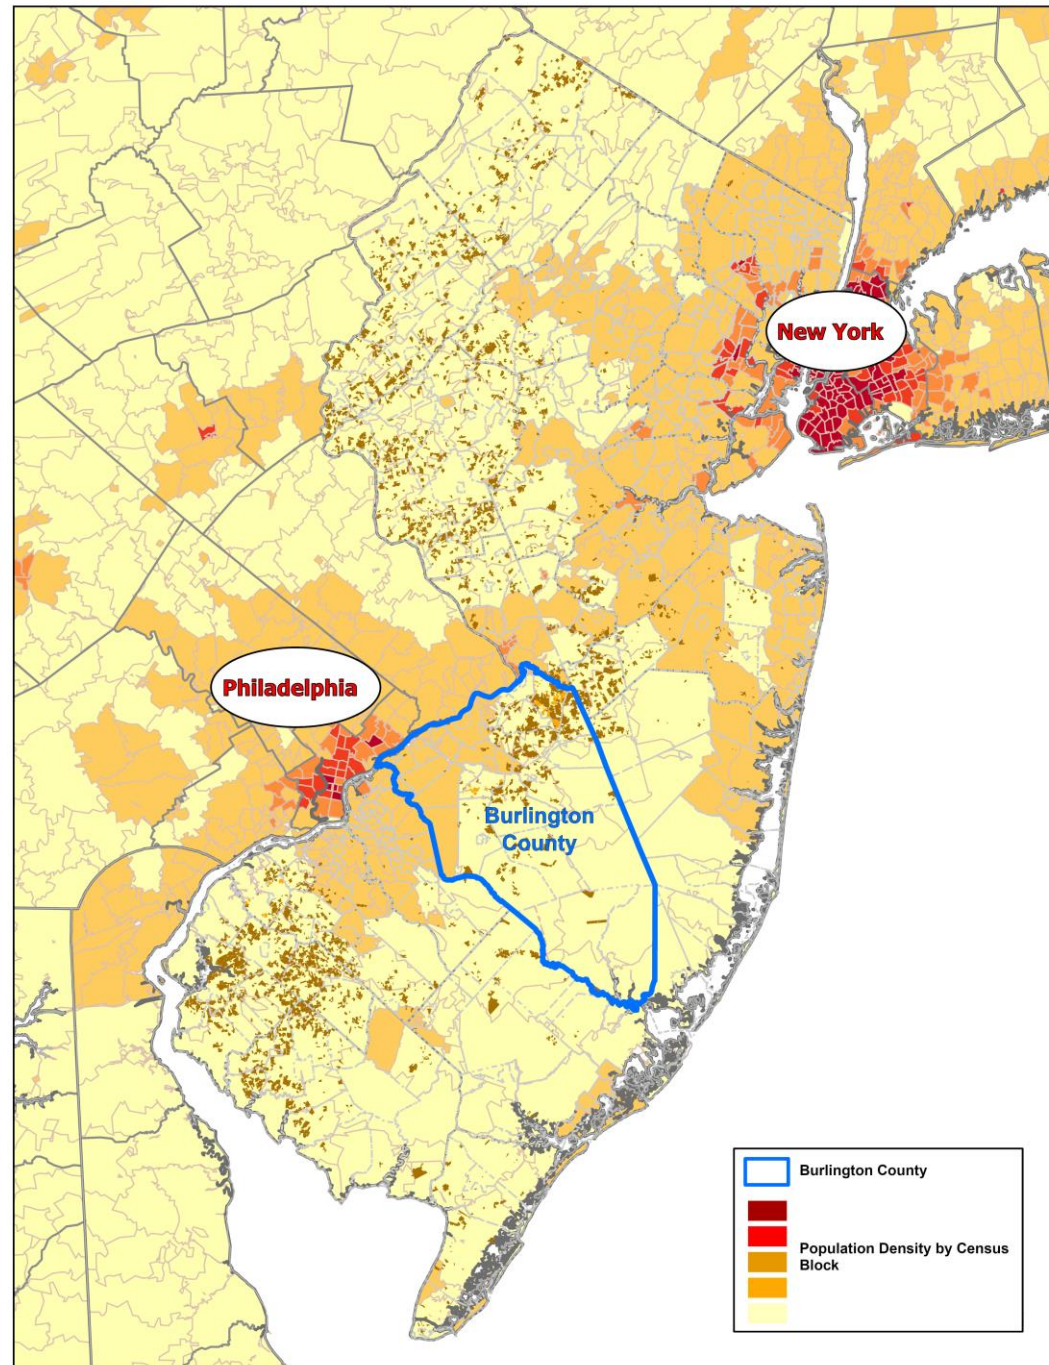 New York
Philadelphia
Burlington
County
Burlington County
Population Density by Census
Block